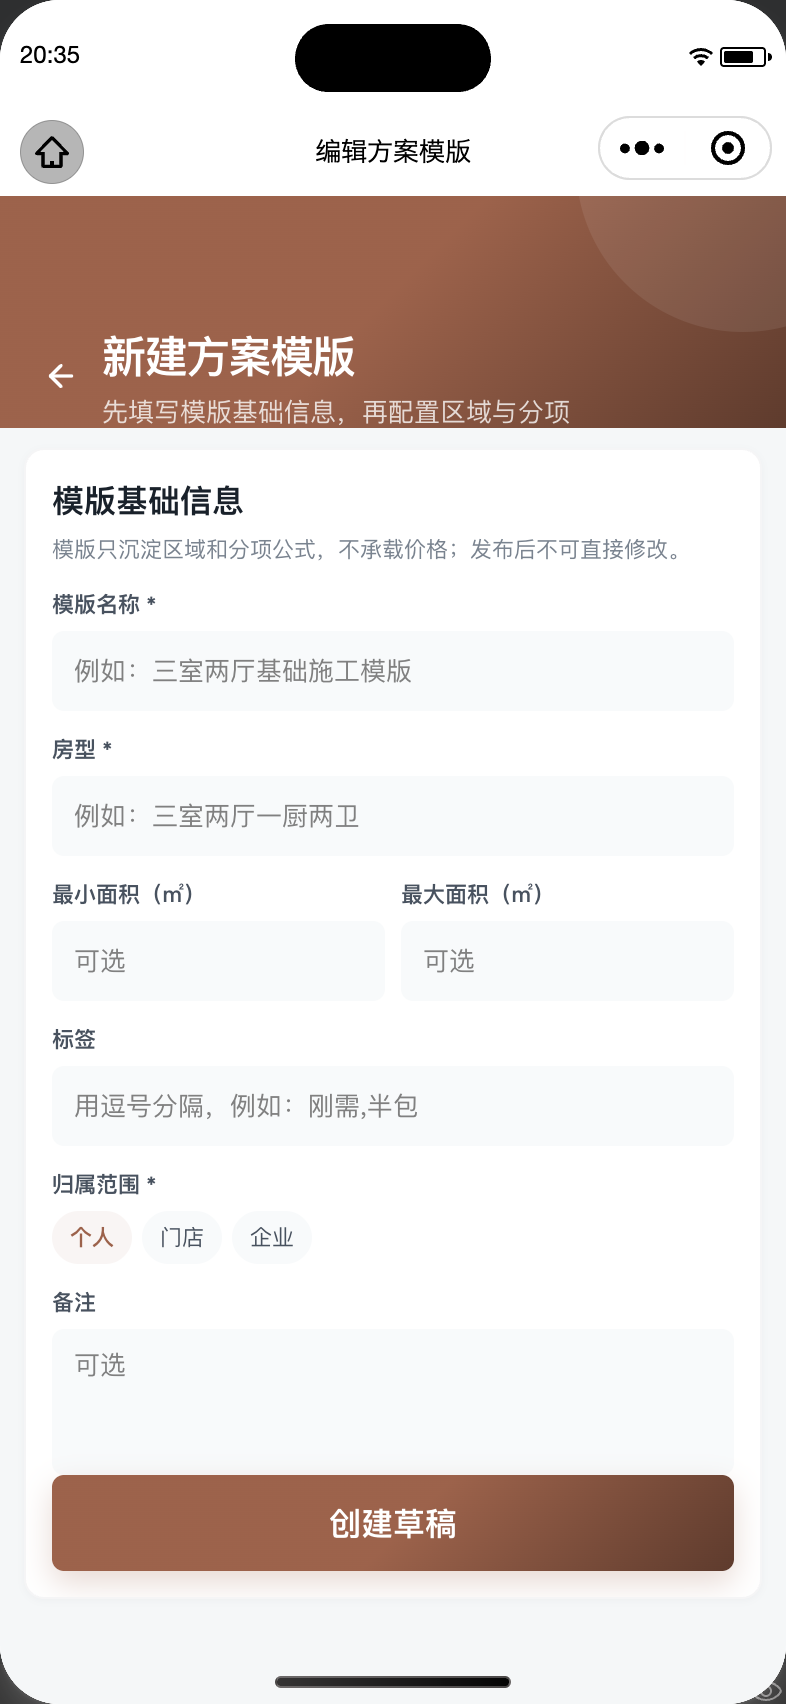 20:35
编辑方案模版
新建方案模版
先填写模版基础信息，再配置区域与分项
模版基础信息
模版只沉淀区域和分项公式，不承载价格；发布后不可直接修改。
模版名称 *
例如：三室两厅基础施工模版
房型 *
例如：三室两厅一厨两卫
最小面积（㎡） 最大面积（㎡）
可选 可选
标签
用逗号分隔，例如：刚需,半包
归属范围 *
个人 门店 企业
备注
可选
创建草稿